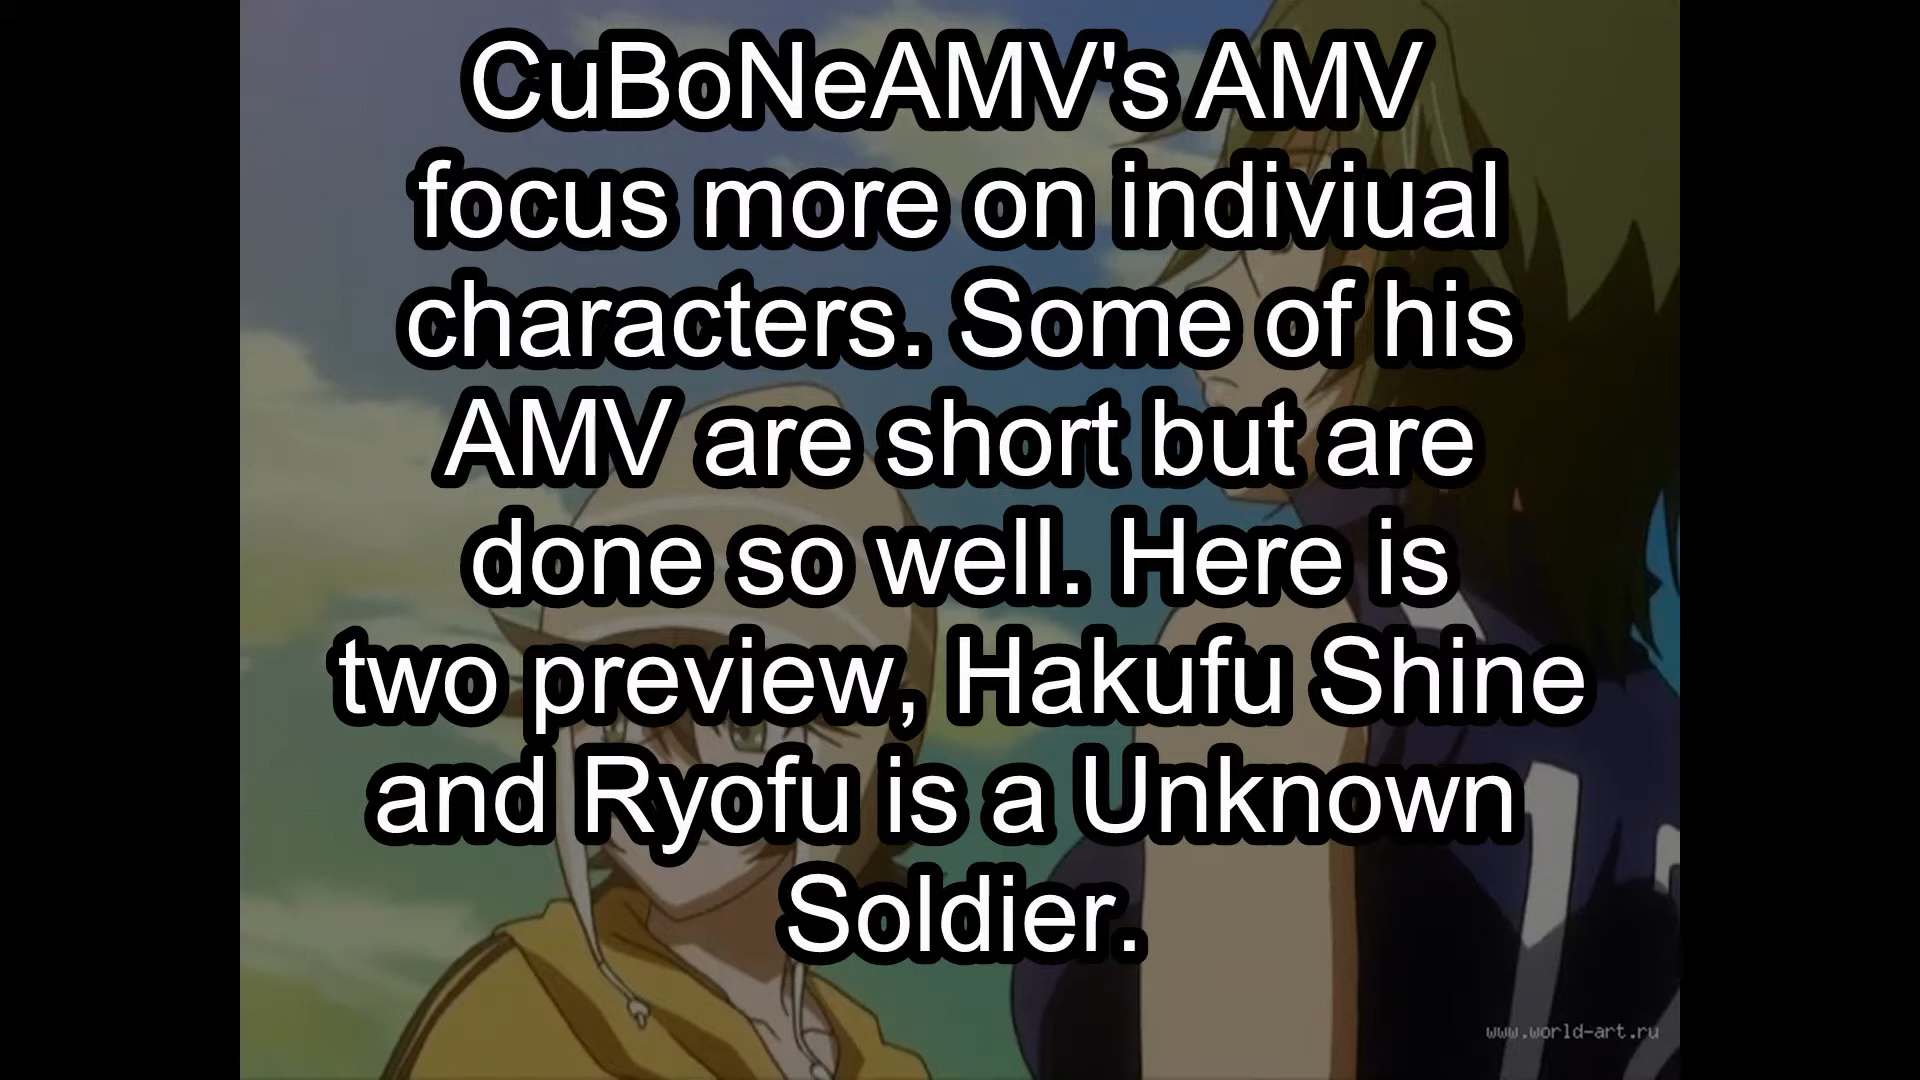 CuBoNeAMV's AMV
focus more on indiviual
characters. Some of his
AMV are short but are
done so well. Here is
two preview, Hakufu Shine
and Ryofu is a Unknown
Soldier.
www.world-art.ru